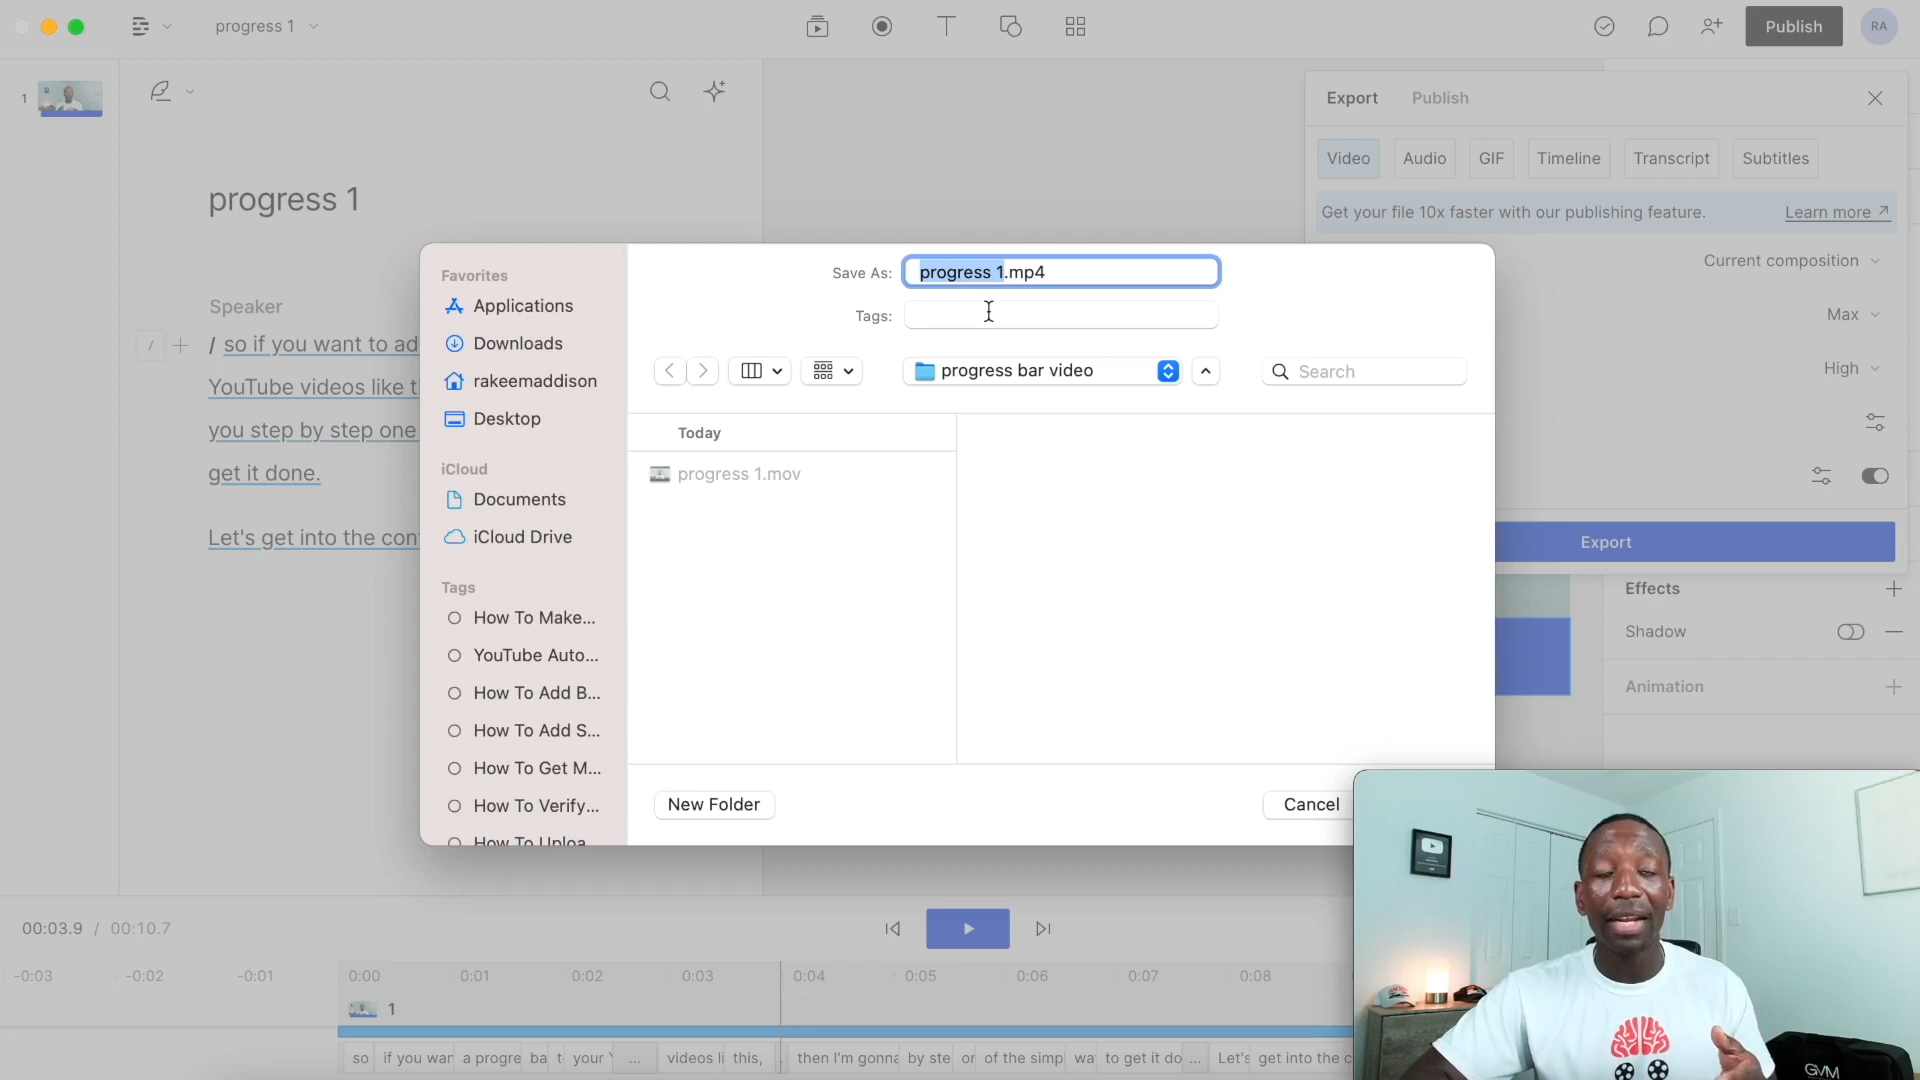 progress 1
Publish
RA
1
Export
Publish
Video
Audio
GIF
Timeline
Transcript
Subtitles
Get your file 10x faster with our publishing feature.
Learn more
progress 1
Current composition
Max
High
Export
Speaker
/ so if you want to ad
YouTube videos like t
you step by step one
get it done.
Let's get into the con
Favorites
Applications
Downloads
rakeemaddison
Desktop
iCloud
Documents
iCloud Drive
Tags
How To Make...
YouTube Auto...
How To Add B...
How To Add S...
How To Get M...
How To Verify...
How To Uploa
Save As:
progress 1.mp4
Tags:
progress bar video
Search
Today
progress 1.mov
New Folder
Cancel
Effects
Shadow
Animation
00:03.9 / 00:10.7
-0:03 -0:02 -0:01 0:00 0:01 0:02 0:03 0:04 0:05 0:06 0:07 0:08
1
so if you wan a progre ba t your ... videos li this, then I'm gonna by ste or of the simp wa to get it do ... Let's get into the c
GVM